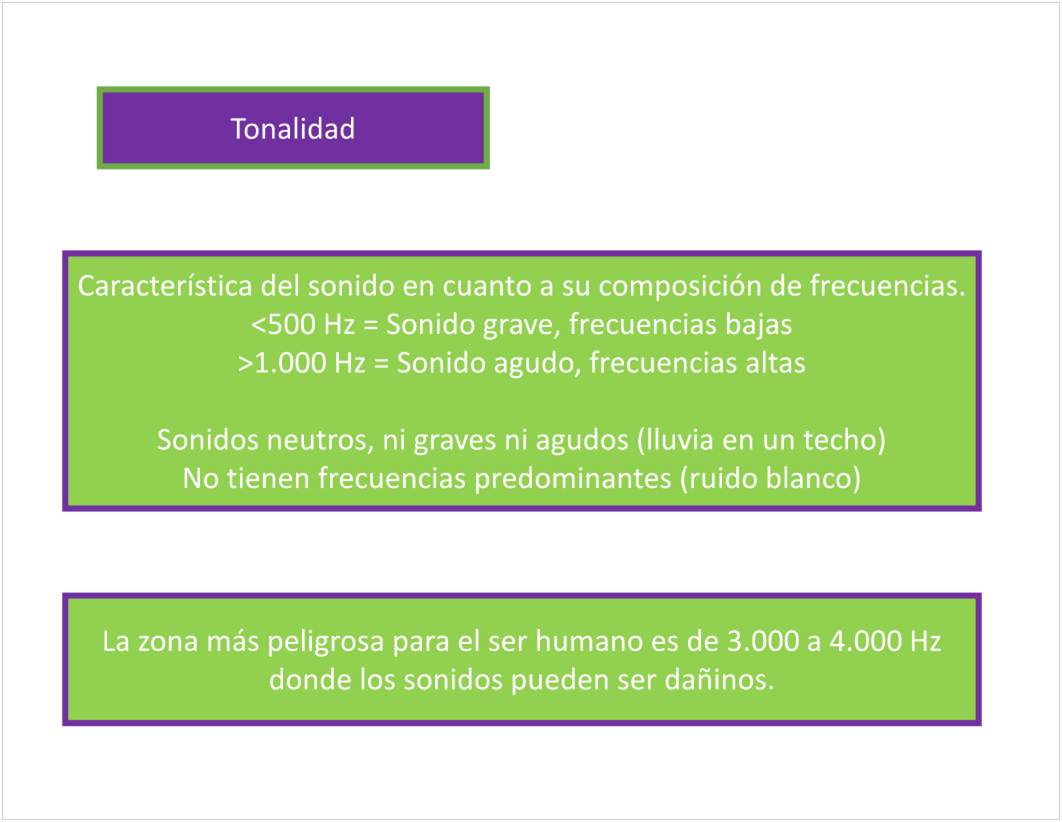 Tonalidad
Característica del sonido en cuanto a su composición de frecuencias.
<500 Hz = Sonido grave, frecuencias bajas
>1.000 Hz = Sonido agudo, frecuencias altas
Sonidos neutros, ni graves ni agudos (lluvia en un techo)
No tienen frecuencias predominantes (ruido blanco)
La zona más peligrosa para el ser humano es de 3.000 a 4.000 Hz
donde los sonidos pueden ser dañinos.